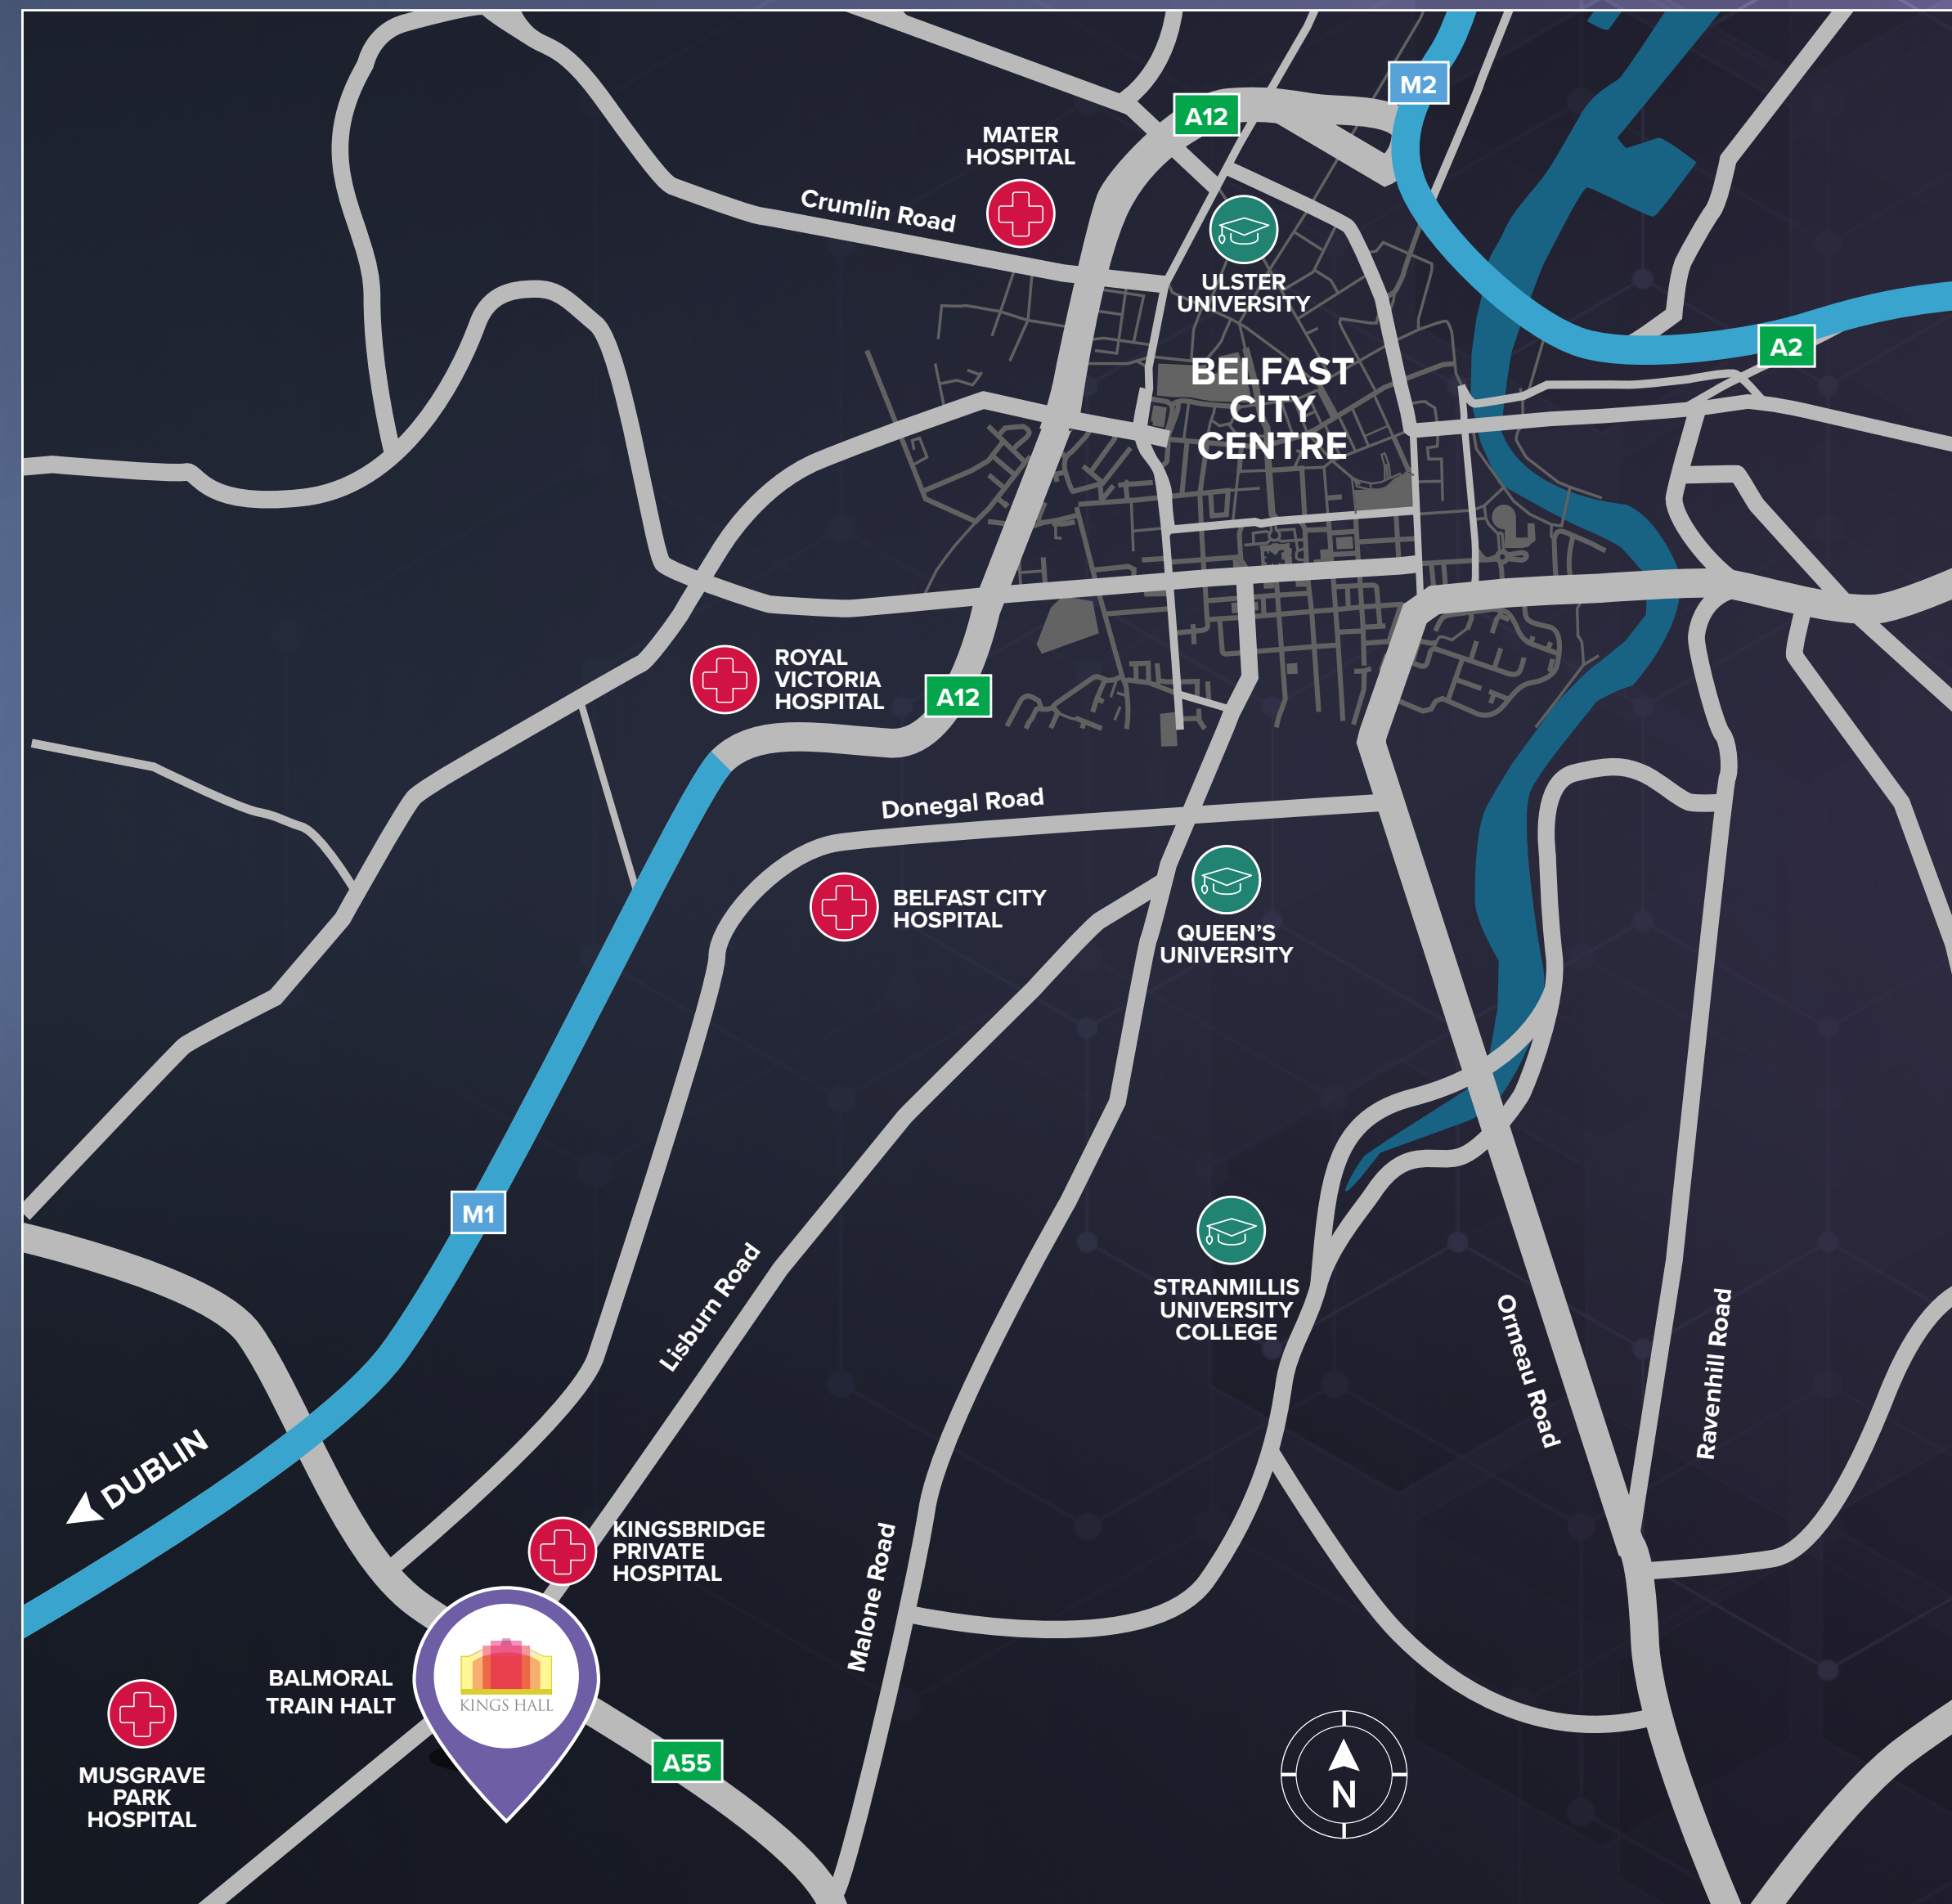 M2
A12
MATER
HOSPITAL
Crumlin Road
ULSTER
UNIVERSITY
A2
BELFAST
CITY
CENTRE
ROYAL
VICTORIA
HOSPITAL
A12
Donegal Road
BELFAST CITY
HOSPITAL
QUEEN'S
UNIVERSITY
M1
Lisburn Road
STRANMILLIS
UNIVERSITY
COLLEGE
Ormeau Road
Ravenhill Road
DUBLIN
KINGSBRIDGE
PRIVATE
HOSPITAL
Malone Road
BALMORAL
TRAIN HALT
KINGS HALL
A55
MUSGRAVE
PARK
HOSPITAL
N